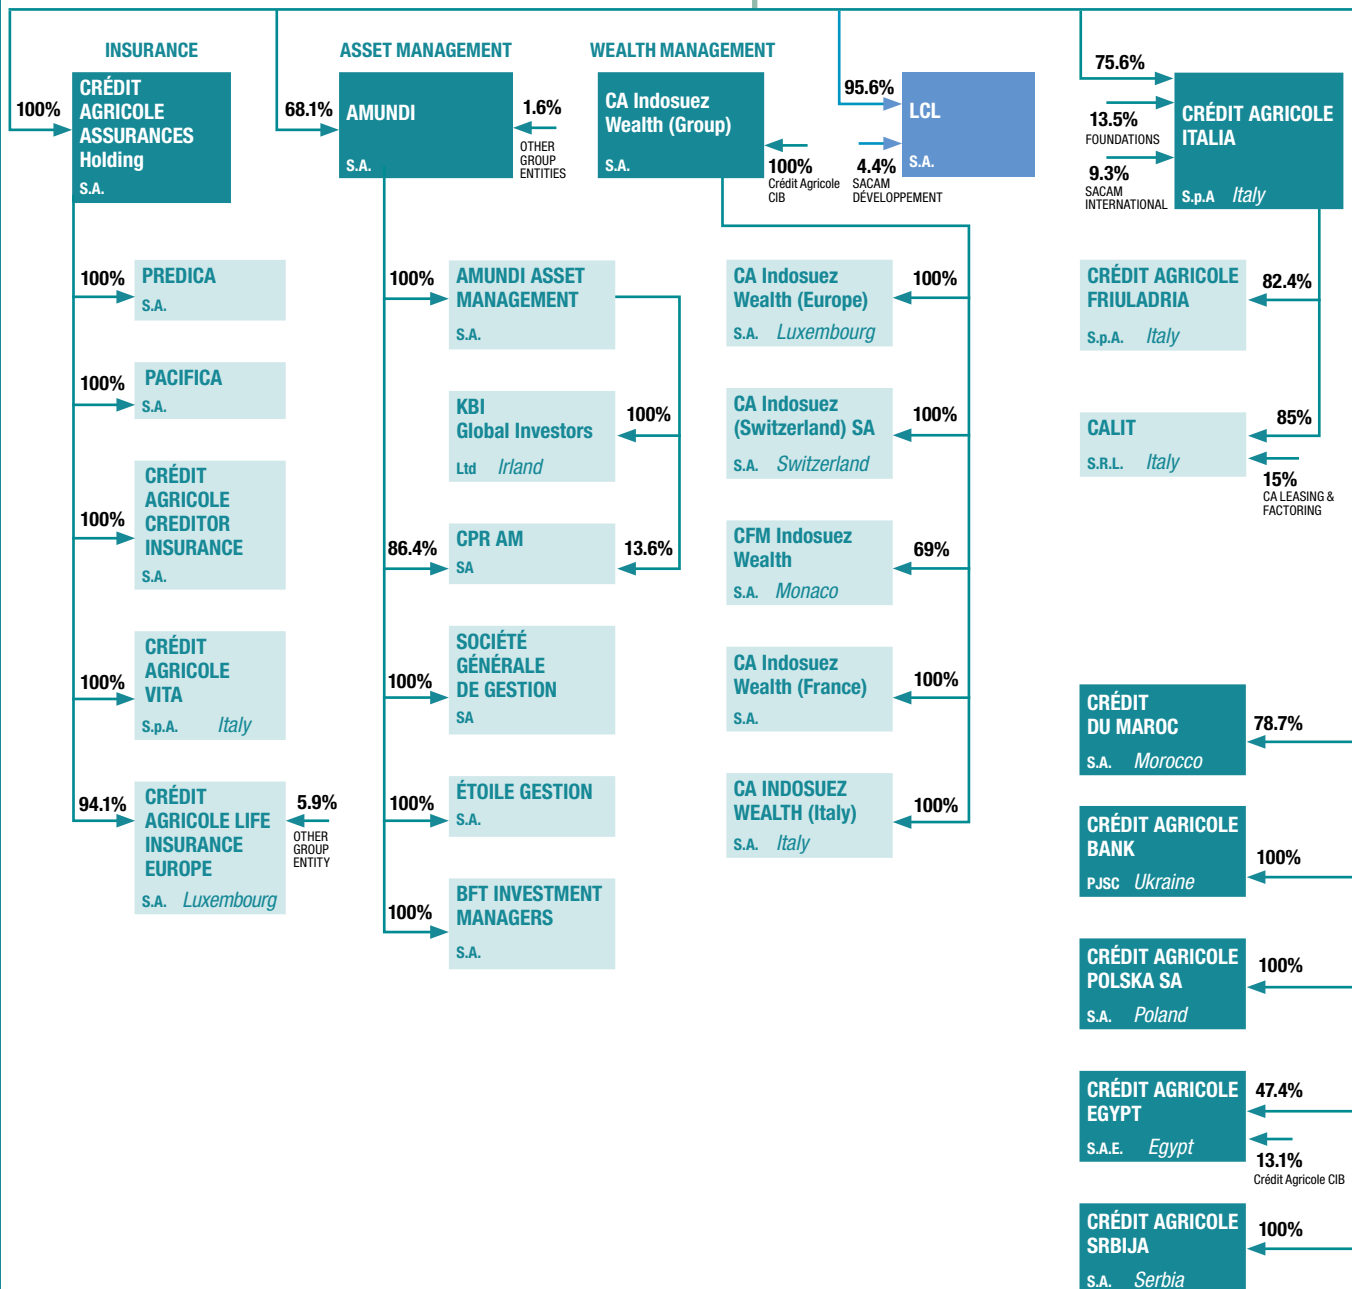 INSURANCE
100%
CRÉDIT
AGRICOLE
ASSURANCES
Holding
S.A.
100%
PREDICA
S.A.
100%
PACIFICA
S.A.
100%
CRÉDIT
AGRICOLE
CREDITOR
INSURANCE
S.A.
100%
CRÉDIT
AGRICOLE
VITA
S.p.A. Italy
94.1%
CRÉDIT
AGRICOLE LIFE
INSURANCE
EUROPE
S.A. Luxembourg
5.9%
OTHER
GROUP
ENTITY
ASSET MANAGEMENT
68.1%
AMUNDI
S.A.
1.6%
OTHER
GROUP
ENTITIES
100%
AMUNDI ASSET
MANAGEMENT
S.A.
KBI
Global Investors
Ltd Irland
100%
86.4%
CPR AM
SA
13.6%
100%
SOCIÉTÉ
GÉNÉRALE
DE GESTION
SA
100%
ÉTOILE GESTION
S.A.
100%
BFT INVESTMENT
MANAGERS
S.A.
WEALTH MANAGEMENT
CA Indosuez
Wealth (Group)
S.A.
100%
Crédit Agricole
CIB
CA Indosuez
Wealth (Europe)
S.A. Luxembourg
100%
CA Indosuez
(Switzerland) SA
S.A. Switzerland
100%
CFM Indosuez
Wealth
S.A. Monaco
69%
CA Indosuez
Wealth (France)
S.A.
100%
CA INDOSUEZ
WEALTH (Italy)
S.A. Italy
100%
95.6%
LCL
S.A.
4.4%
SACAM
DÉVELOPPEMENT
75.6%
13.5%
FOUNDATIONS
9.3%
SACAM
INTERNATIONAL
CRÉDIT AGRICOLE
ITALIA
S.p.A Italy
CRÉDIT AGRICOLE
FRIULADRIA
S.p.A. Italy
82.4%
CALIT
S.R.L. Italy
85%
15%
CA LEASING &
FACTORING
CRÉDIT
DU MAROC
S.A. Morocco
78.7%
CRÉDIT AGRICOLE
BANK
PJSC Ukraine
100%
CRÉDIT AGRICOLE
POLSKA SA
S.A. Poland
100%
CRÉDIT AGRICOLE
EGYPT
S.A.E. Egypt
47.4%
13.1%
Crédit Agricole CIB
CRÉDIT AGRICOLE
SRBIJA
S.A. Serbia
100%